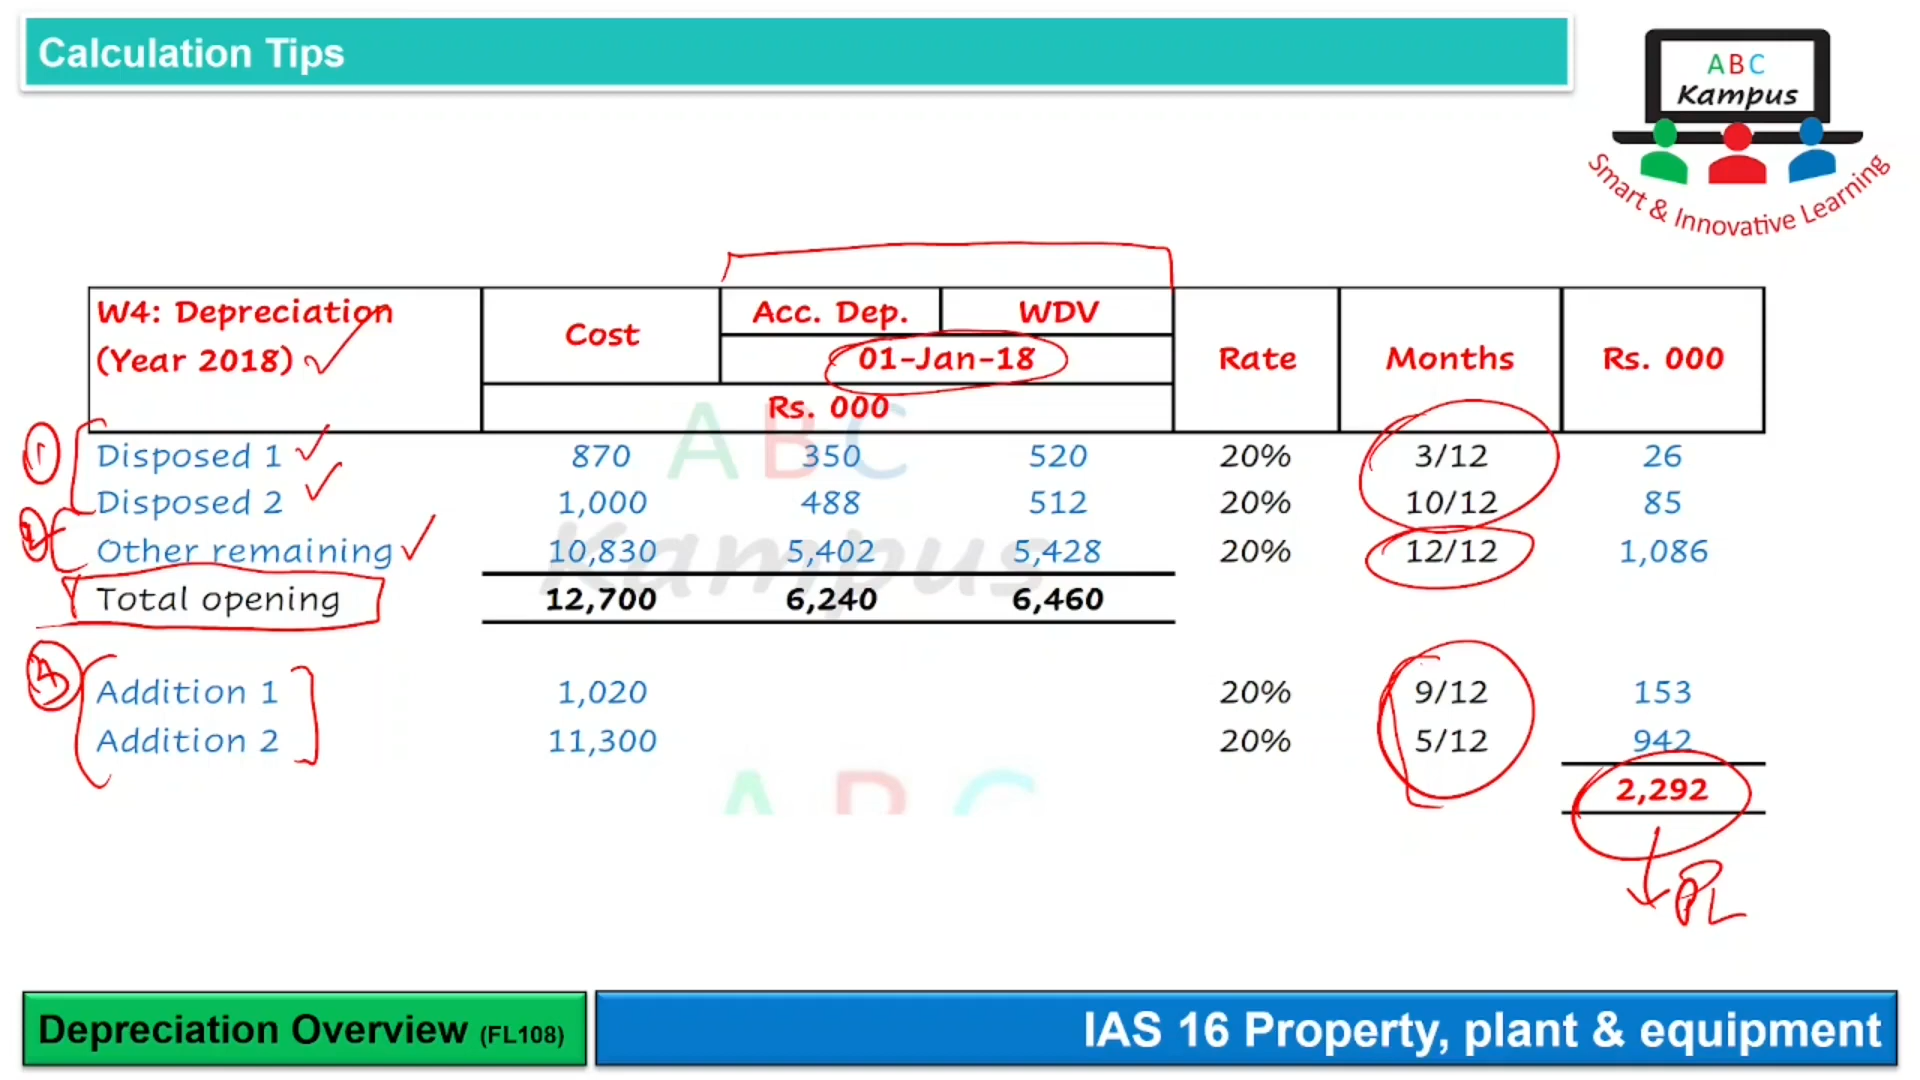 Calculation Tips
ABC
Kampus
Smart & Innovative Learning
W4: Depreciation
(Year 2018)
Cost
Acc. Dep.
WDV
01-Jan-18
Rs. 000
Rate
Months
Rs. 000
1
Disposed 1 870 350 520 20% 3/12 26
Disposed 2 1,000 488 512 20% 10/12 85
Other remaining 10,830 5,402 5,428 20% 12/12 1,086
Total opening 12,700 6,240 6,460
Addition 1 1,020 20% 9/12 153
Addition 2 11,300 20% 5/12 942
2,292
PL
ABC
Kampus
ABC
Depreciation Overview (FL108)
IAS 16 Property, plant & equipment